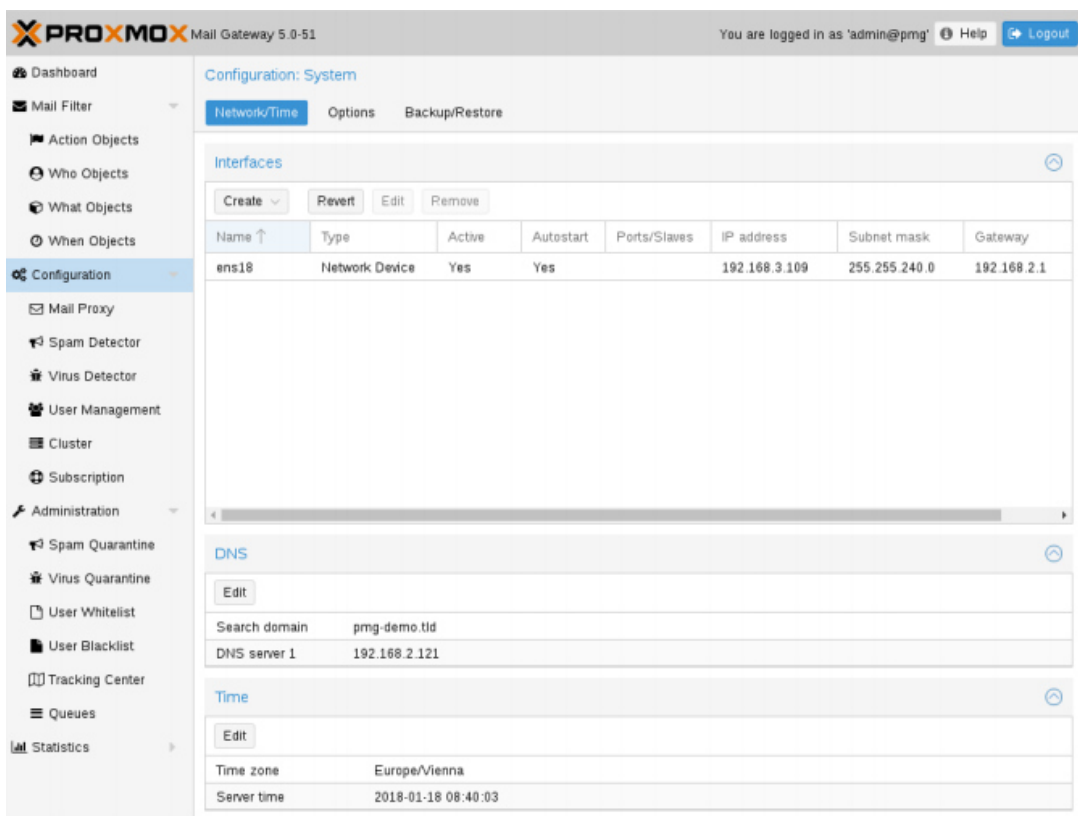 PROXMOX Mail Gateway 5.0-51 You are logged in as 'admin@pmg' Help Logout
Dashboard
Mail Filter
Action Objects
Who Objects
What Objects
When Objects
Configuration
Mail Proxy
Spam Detector
Virus Detector
User Management
Cluster
Subscription
Administration
Spam Quarantine
Virus Quarantine
User Whitelist
User Blacklist
Tracking Center
Queues
Statistics
Configuration: System
Network/Time Options Backup/Restore
Interfaces
Create Revert Edit Remove
Name Type Active Autostart Ports/Slaves IP address Subnet mask Gateway
ens18 Network Device Yes Yes 192.168.3.109 255.255.240.0 192.168.2.1
DNS
Edit
Search domain pmg-demo.tld
DNS server 1 192.168.2.121
Time
Edit
Time zone Europe/Vienna
Server time 2018-01-18 08:40:03